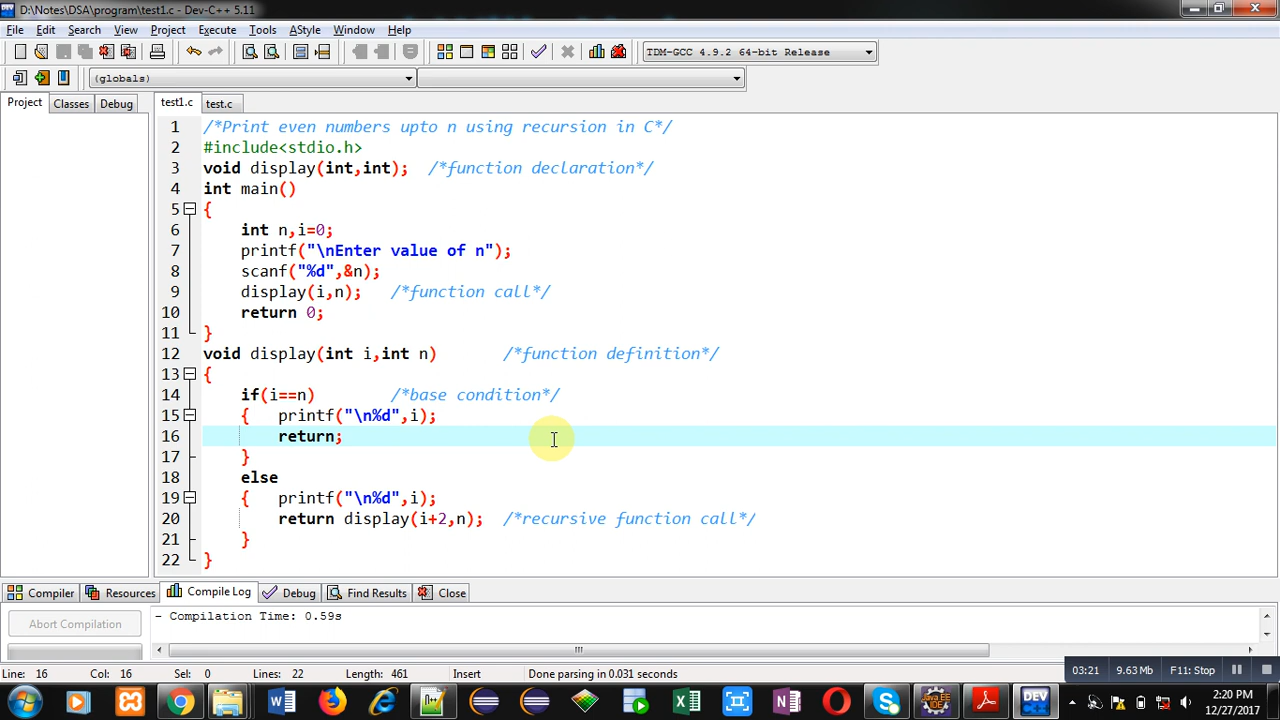 D:\Notes\DSA\program\test1.c - Dev-C++ 5.11
File Edit Search View Project Execute Tools AStyle Window Help
TDM-GCC 4.9.2 64-bit Release
(globals)
Project Classes Debug test1.c test.c
1 /*Print even numbers upto n using recursion in C*/
2 #include<stdio.h>
3 void display(int,int); /*function declaration*/
4 int main()
5 {
6 int n,i=0;
7 printf("\nEnter value of n");
8 scanf("%d",&n);
9 display(i,n); /*function call*/
10 return 0;
11 }
12 void display(int i,int n) /*function definition*/
13 {
14 if(i==n) /*base condition*/
15 { printf("\n%d",i);
16 return;
17 }
18 else
19 { printf("\n%d",i);
20 return display(i+2,n); /*recursive function call*/
21 }
22 }
Compiler Resources Compile Log Debug Find Results Close
Abort Compilation - Compilation Time: 0.59s
Line: 16 Col: 16 Sel: 0 Lines: 22 Length: 461 Insert Done parsing in 0.031 seconds
03:21 9.63 Mb F11: Stop
2:20 PM
12/27/2017